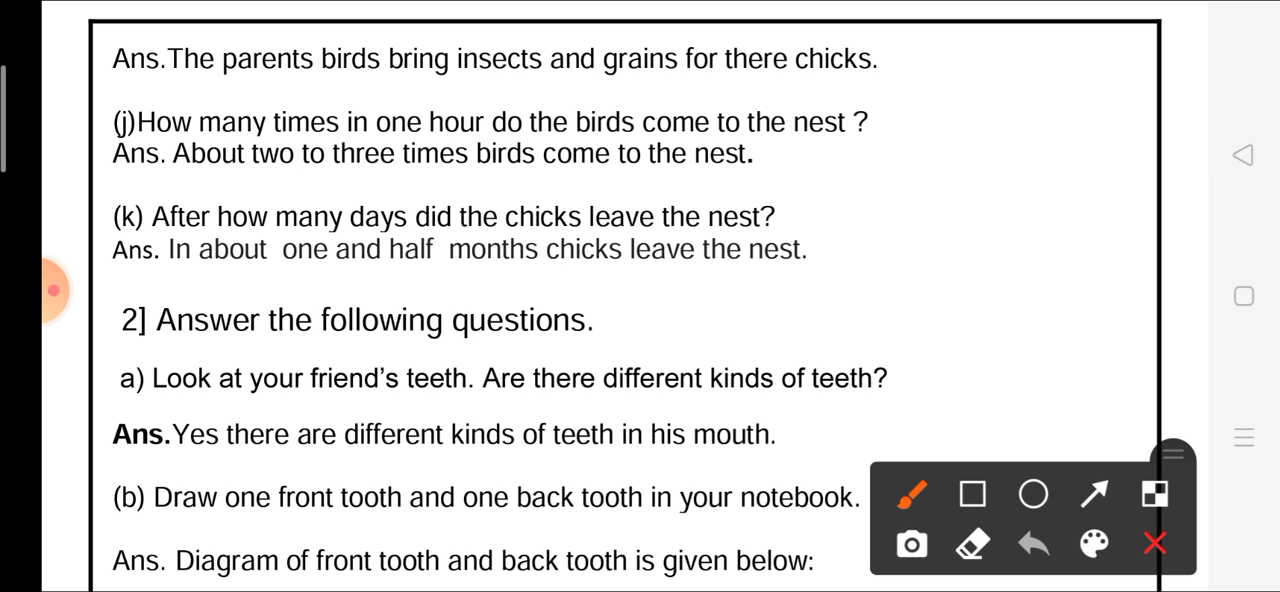 Ans.The parents birds bring insects and grains for there chicks.
(j)How many times in one hour do the birds come to the nest ?
Ans. About two to three times birds come to the nest.
(k) After how many days did the chicks leave the nest?
Ans. In about one and half months chicks leave the nest.
2] Answer the following questions.
a) Look at your friend’s teeth. Are there different kinds of teeth?
Ans.Yes there are different kinds of teeth in his mouth.
(b) Draw one front tooth and one back tooth in your notebook.
Ans. Diagram of front tooth and back tooth is given below: